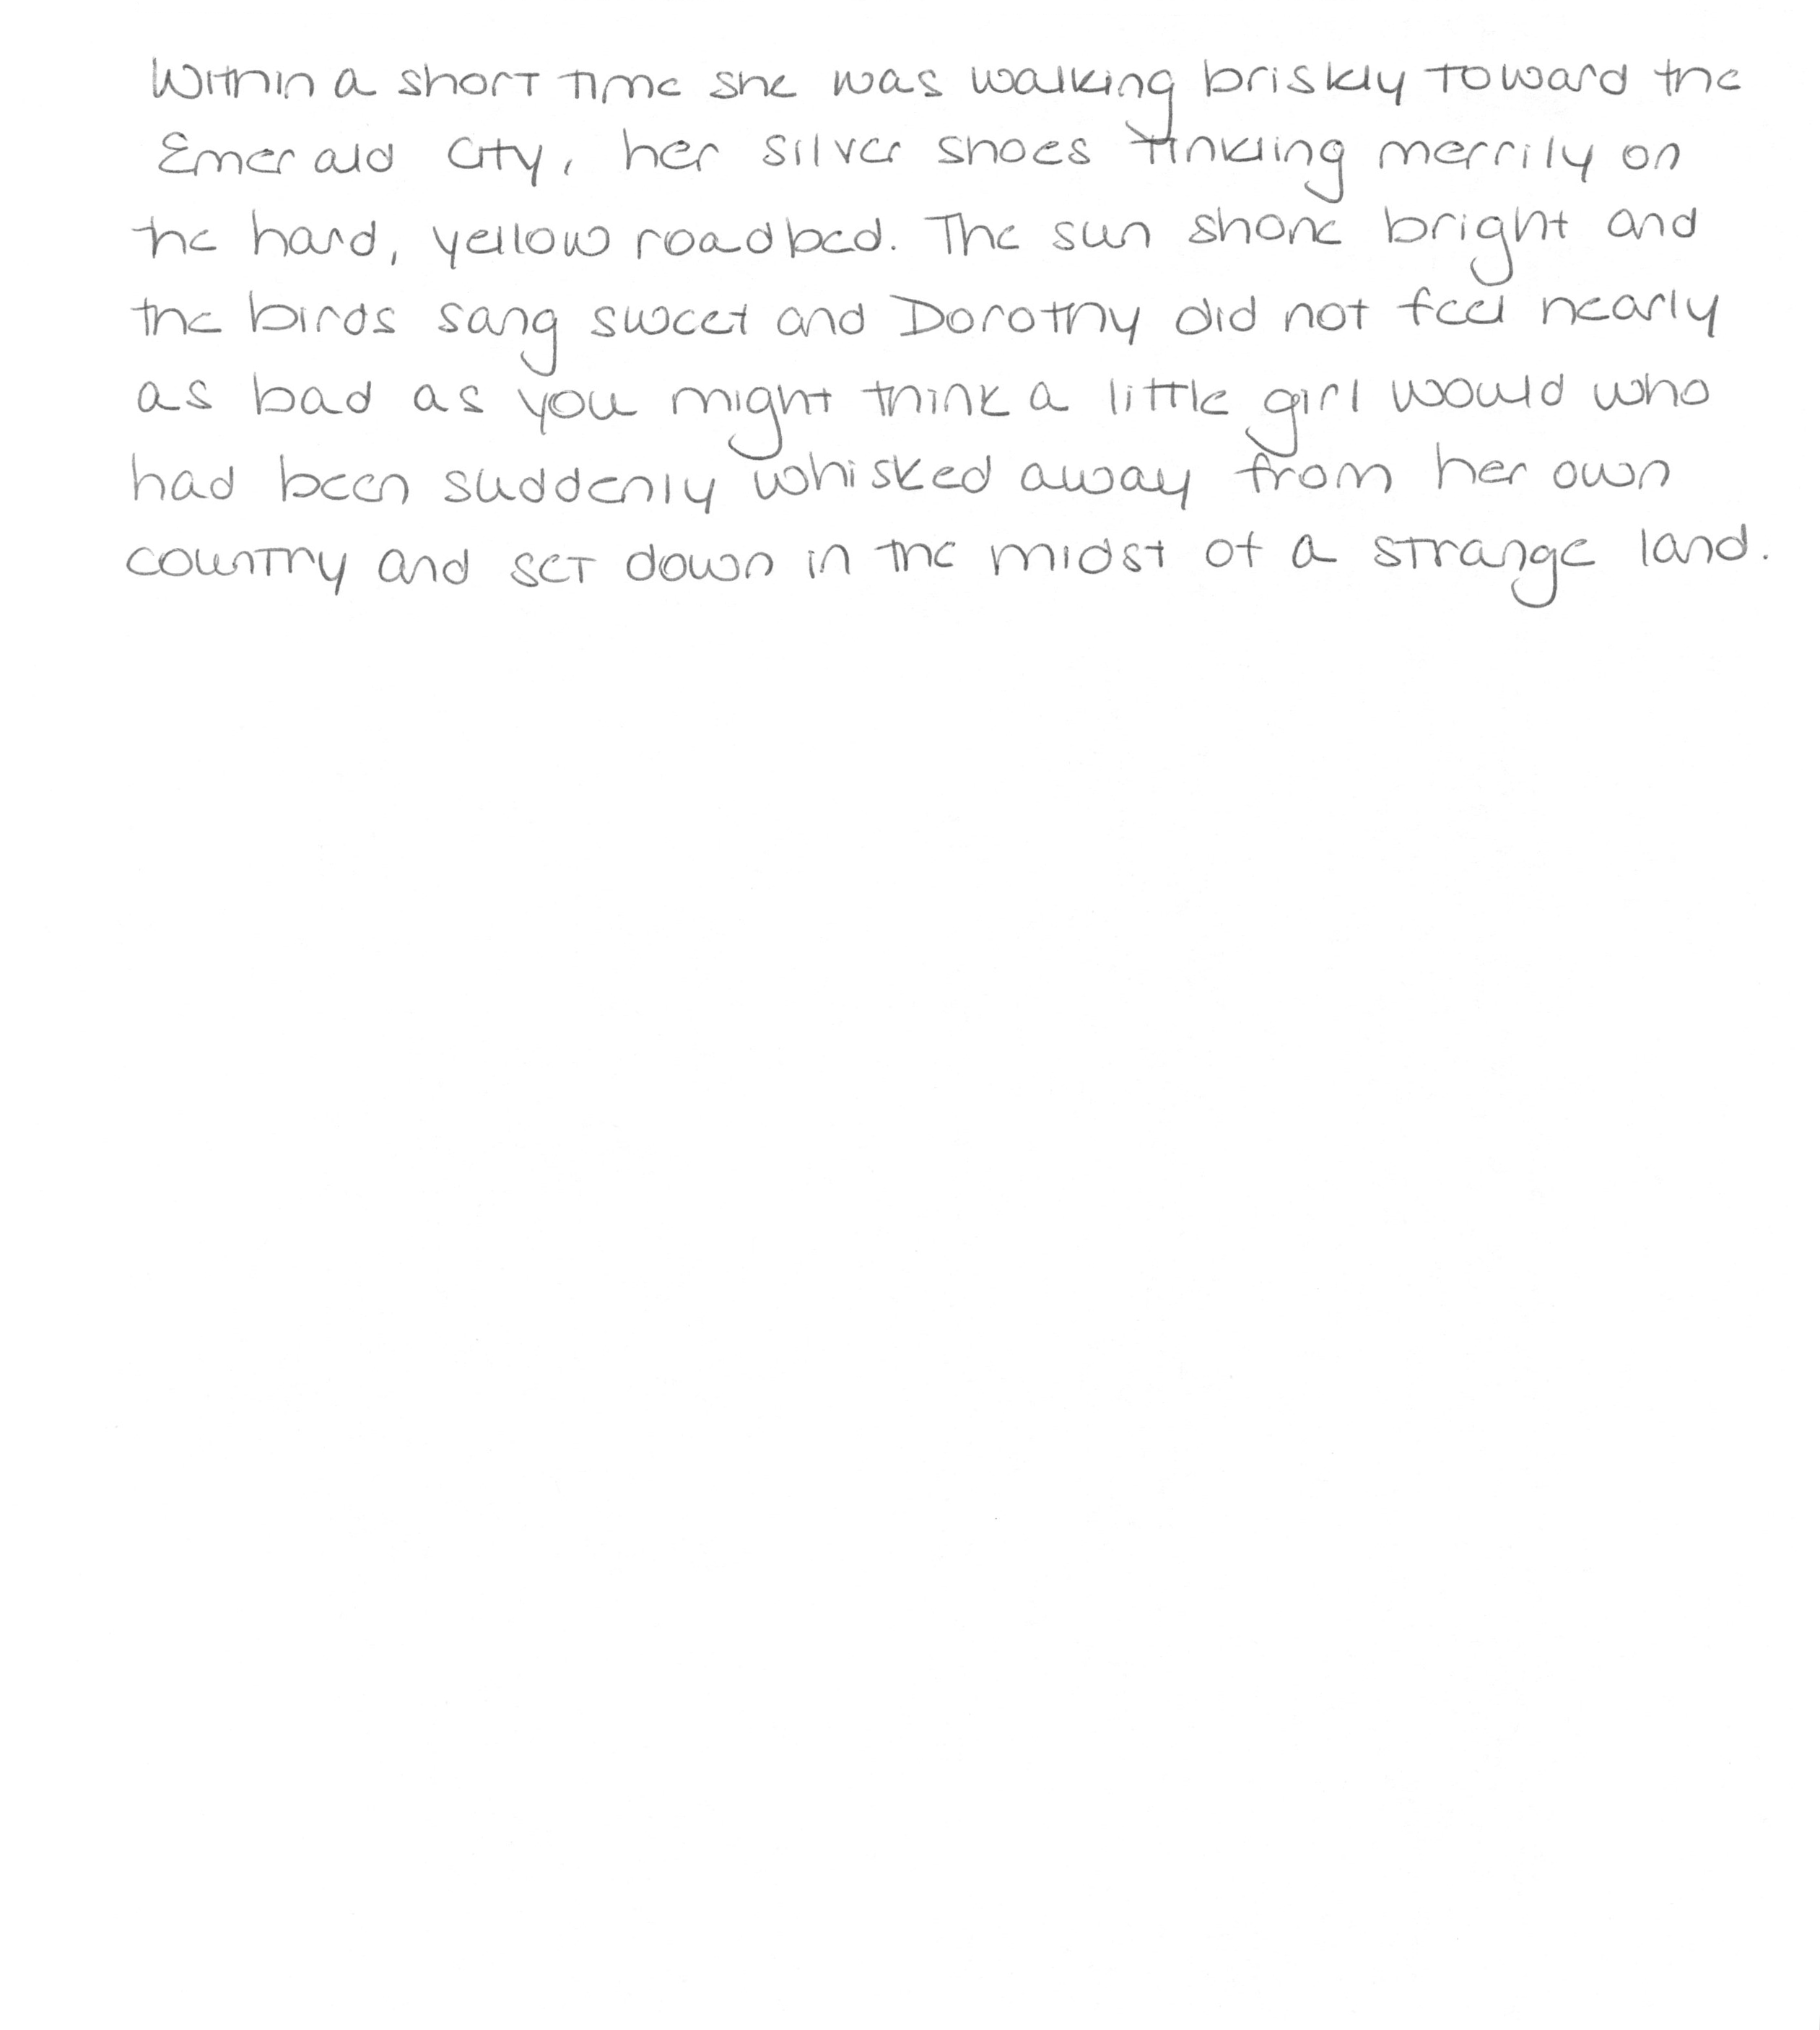 Within a short time she was walking briskly toward the
Emerald City, her silver shoes tinkling merrily on
the hard, yellow roadbed. The sun shone bright and
the birds sang sweet and Dorothy did not feel nearly
as bad as you might think a little girl would who
had been suddenly whisked away from her own
country and set down in the midst of a strange land.